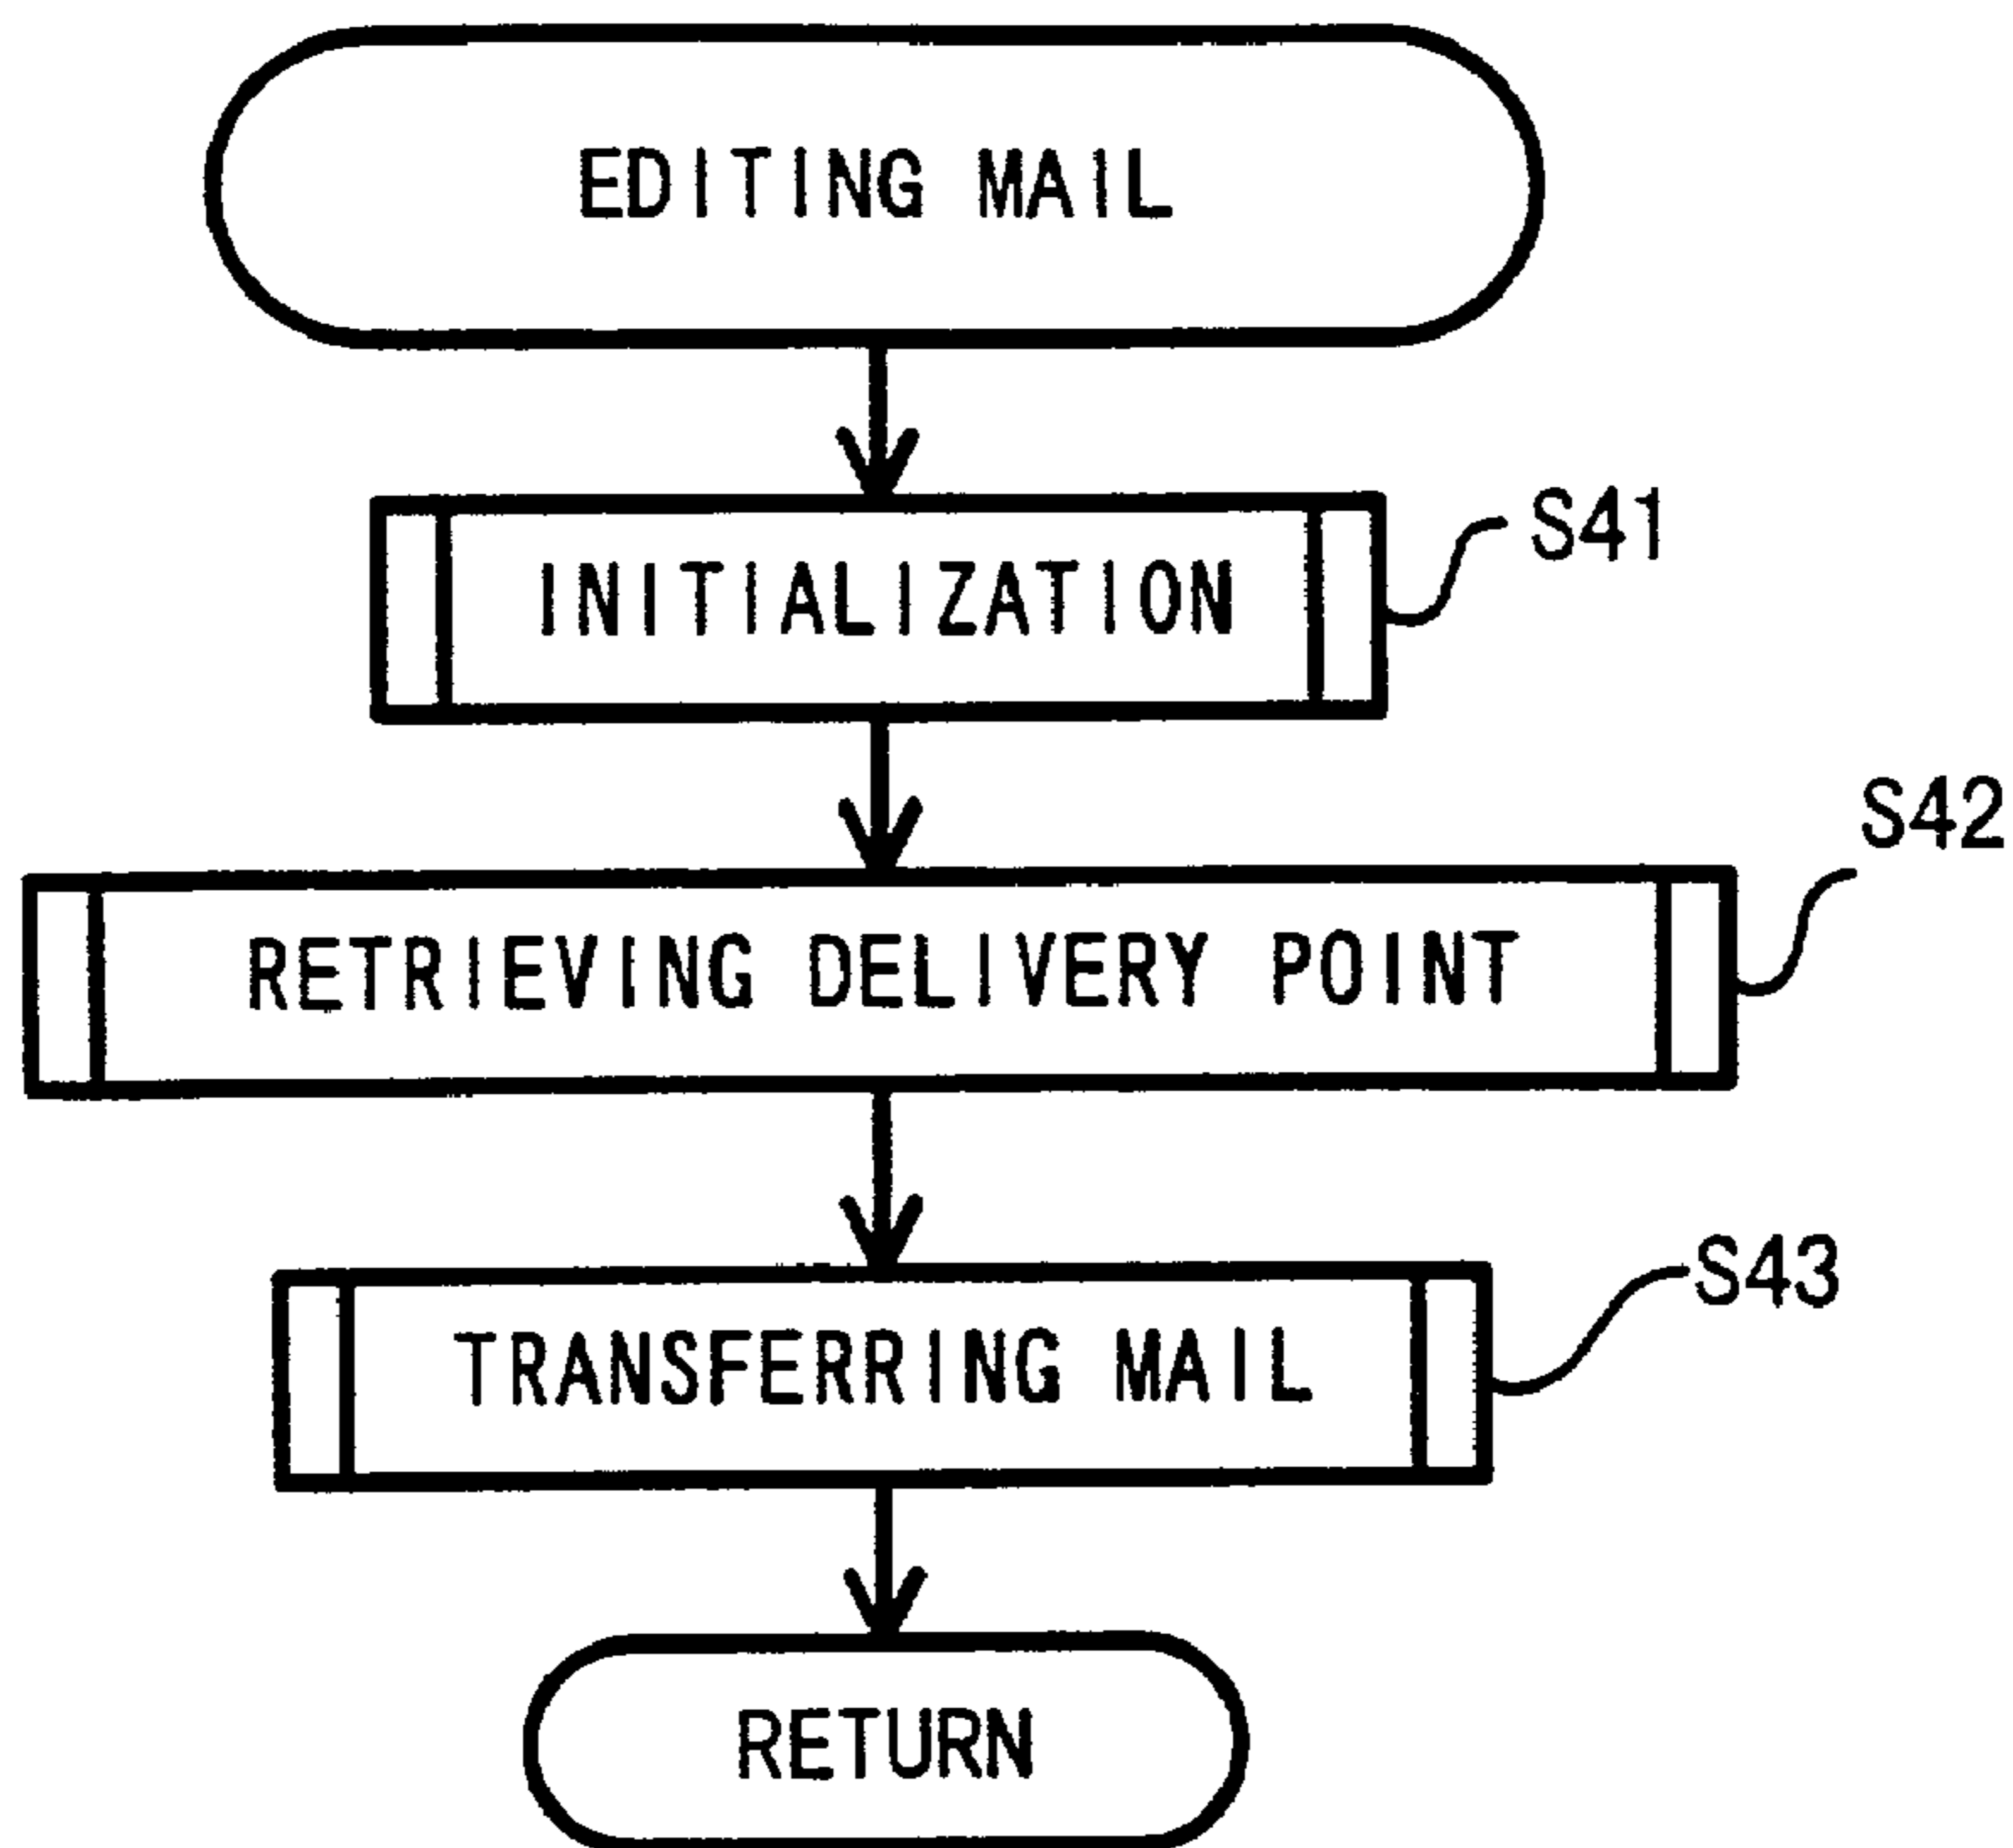 EDITING MAIL
INITIALIZATION
S41
S42
RETRIEVING DELIVERY POINT
S43
TRANSFERRING MAIL
RETURN